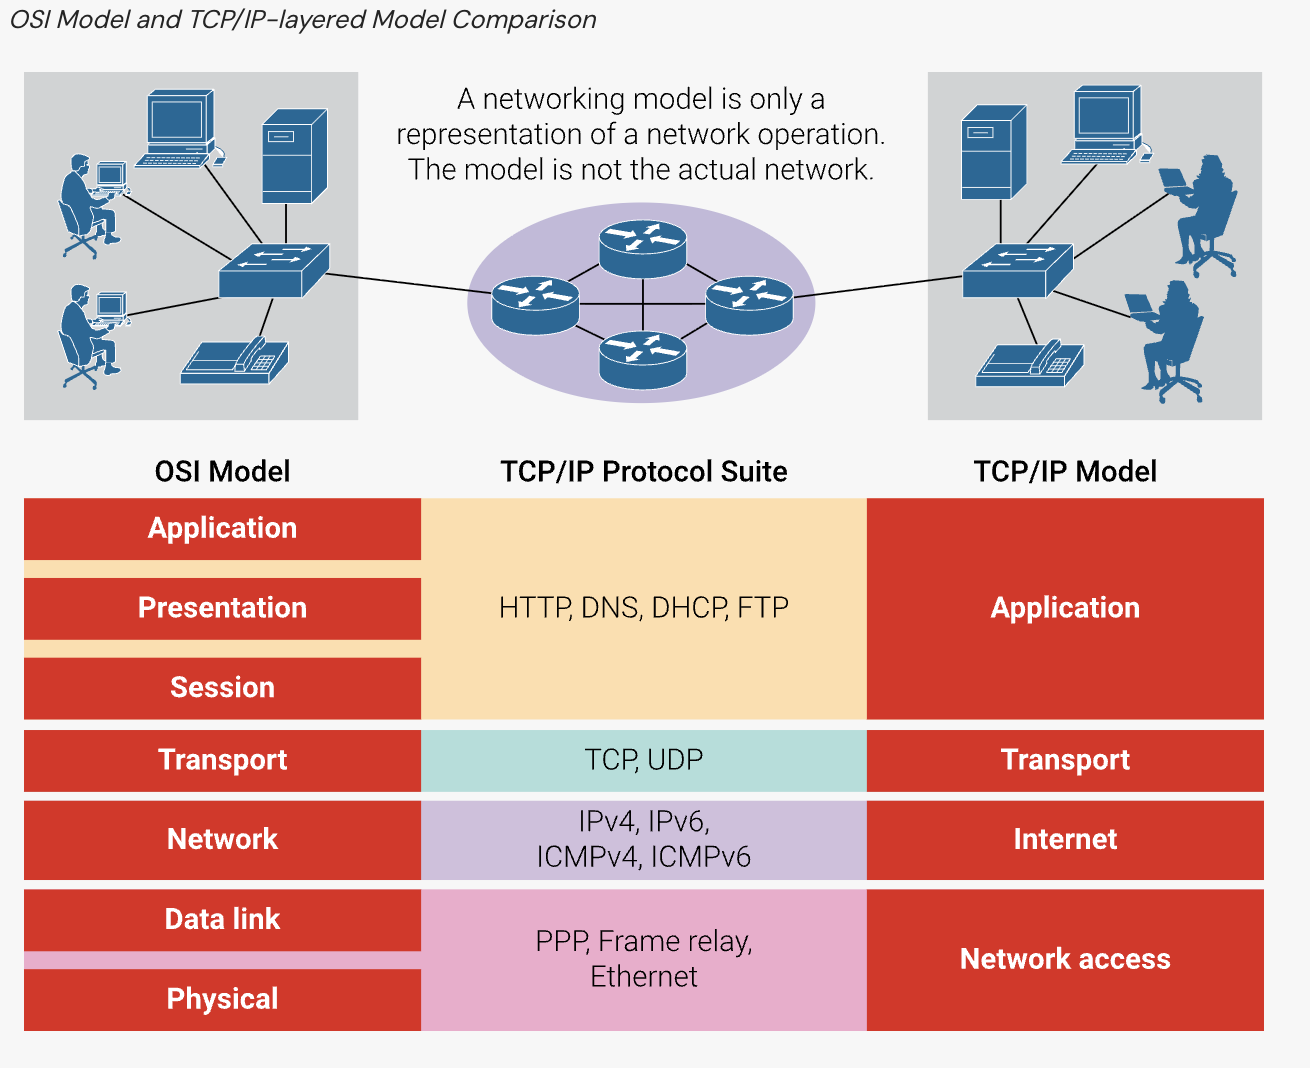 OSI Model and TCP/IP-layered Model Comparison
A networking model is only a
representation of a network operation.
The model is not the actual network.
OSI Model
TCP/IP Protocol Suite
TCP/IP Model
Application
Presentation
Session
HTTP, DNS, DHCP, FTP
Application
Transport
TCP, UDP
Transport
Network
IPv4, IPv6,
ICMPv4, ICMPv6
Internet
Data link
Physical
PPP, Frame relay,
Ethernet
Network access